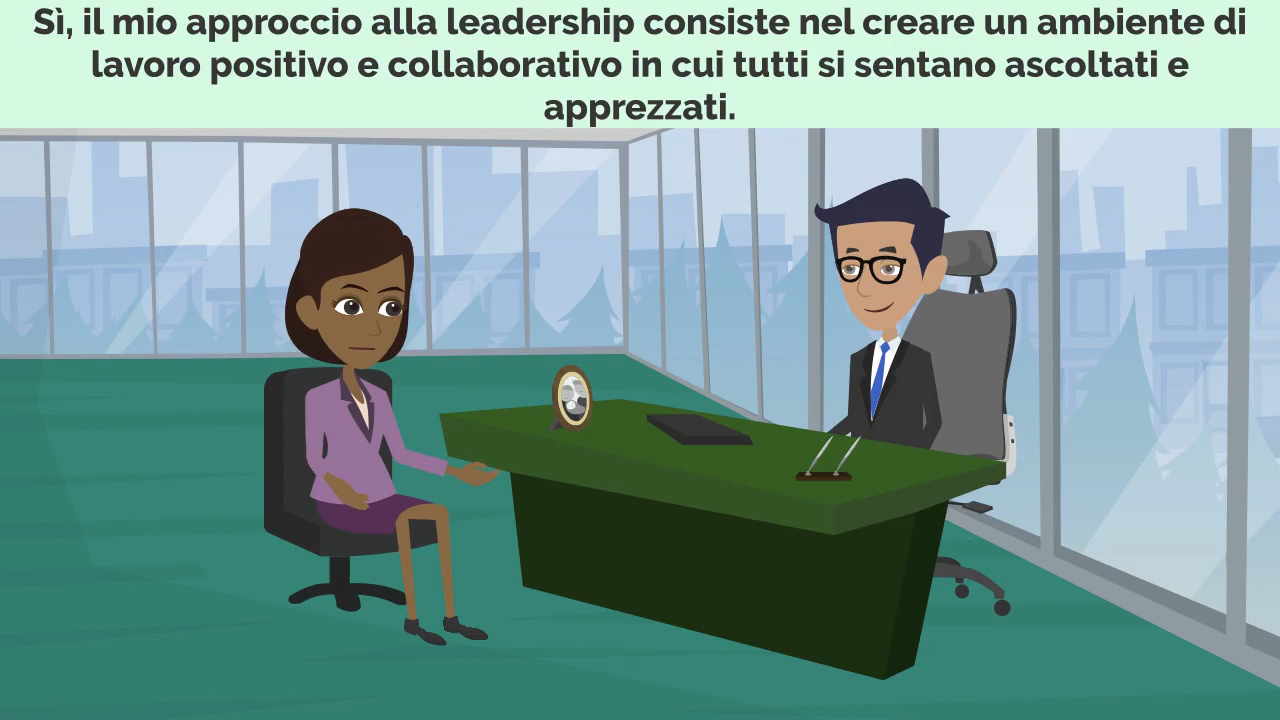 Sì, il mio approccio alla leadership consiste nel creare un ambiente di
lavoro positivo e collaborativo in cui tutti si sentano ascoltati e
apprezzati.